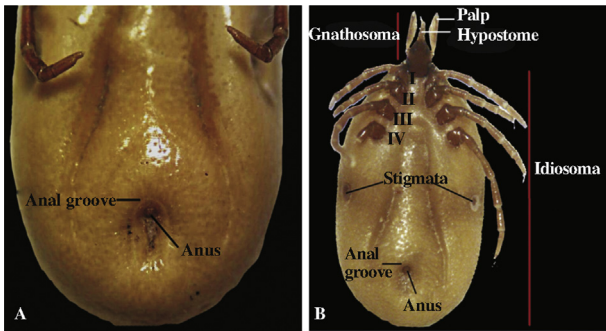 Anal groove
Anus
A
Palp
Hypostome
Gnathosoma
I
II
III
IV
Stigmata
Idiosoma
Anal
groove
Anus
B